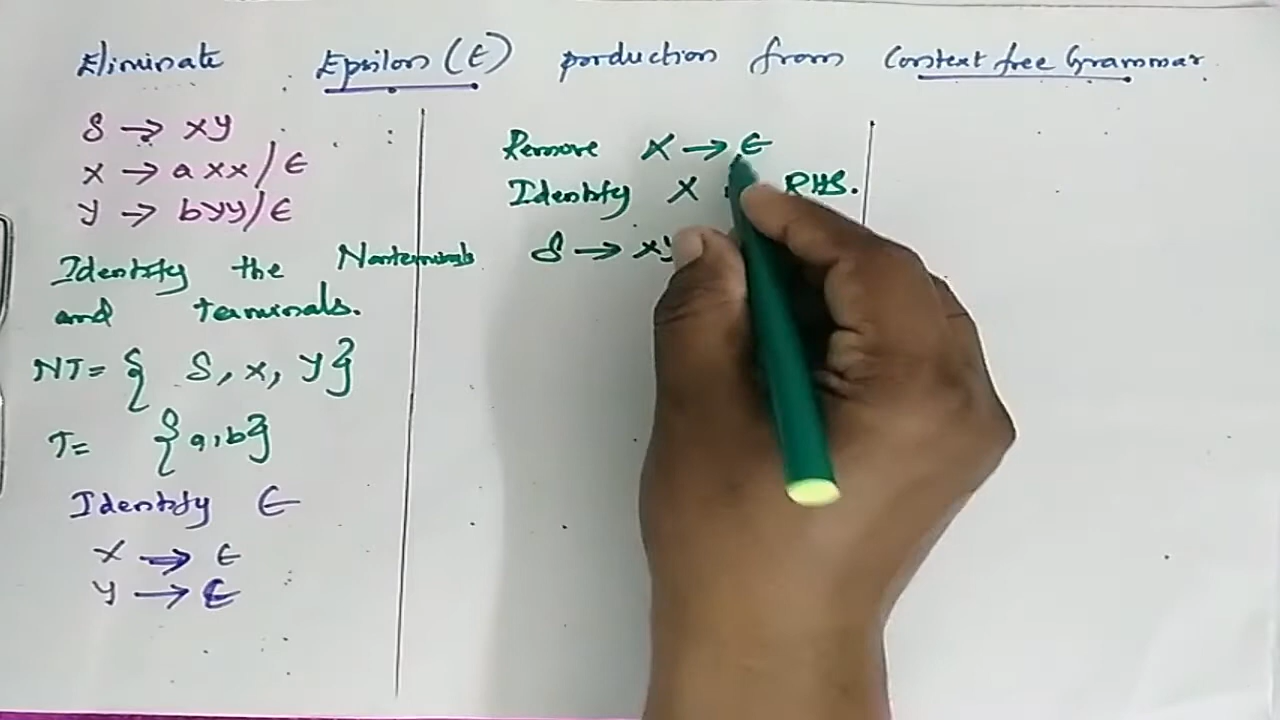 Eliminate Epsilon (ϵ) porduction from Context free Grammar.
S → XY
X → aXX/ϵ
Y → bYY/ϵ
Identify the Nonterminals and terminals.
NT= { S, X, Y}
T= {a,b}
Identify ϵ
X → ϵ
Y → ϵ
Remove X → ϵ
Identify X RHS.
S → XY